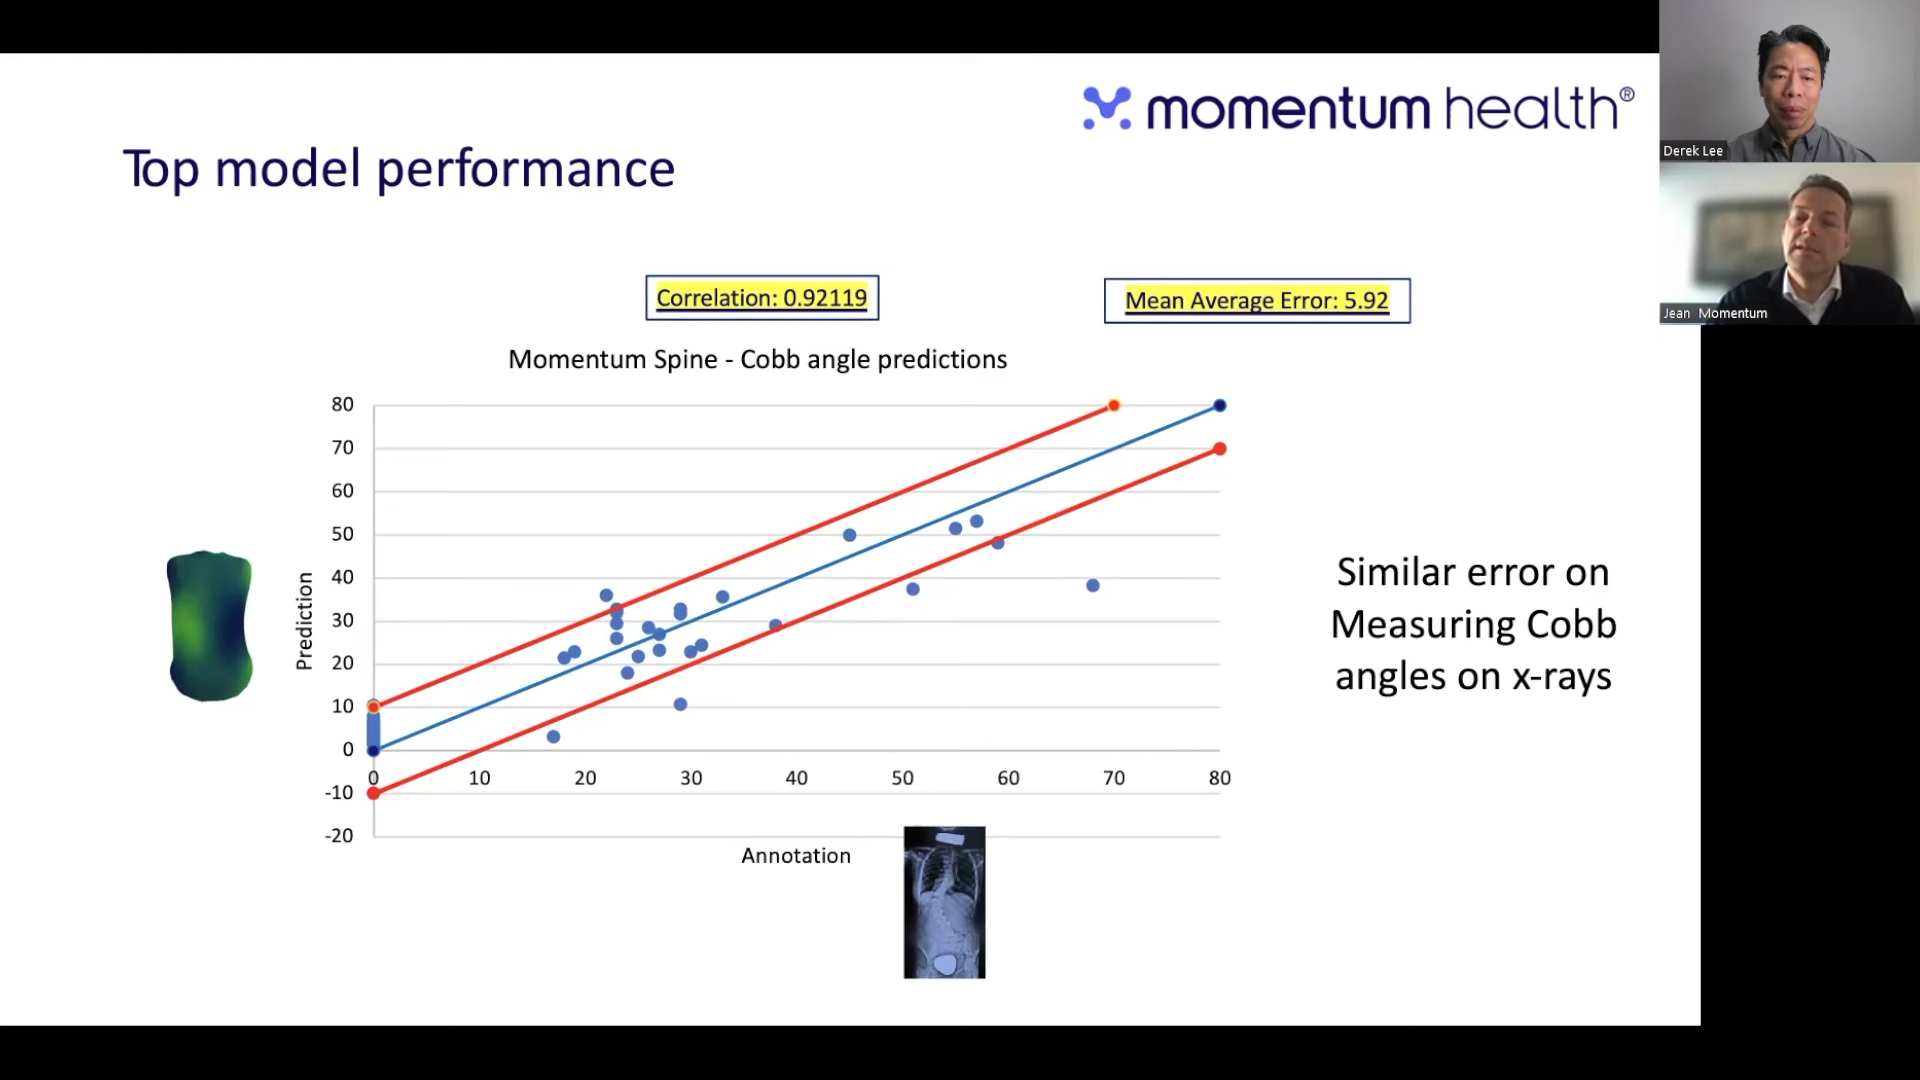 momentum health®
Top model performance
Derek Lee
Jean Momentum
Correlation: 0.92119
Mean Average Error: 5.92
Momentum Spine - Cobb angle predictions
80
70
60
50
40
30
20
10
0
-10
-20
Prediction
0 10 20 30 40 50 60 70 80
Annotation
Similar error on
Measuring Cobb
angles on x-rays